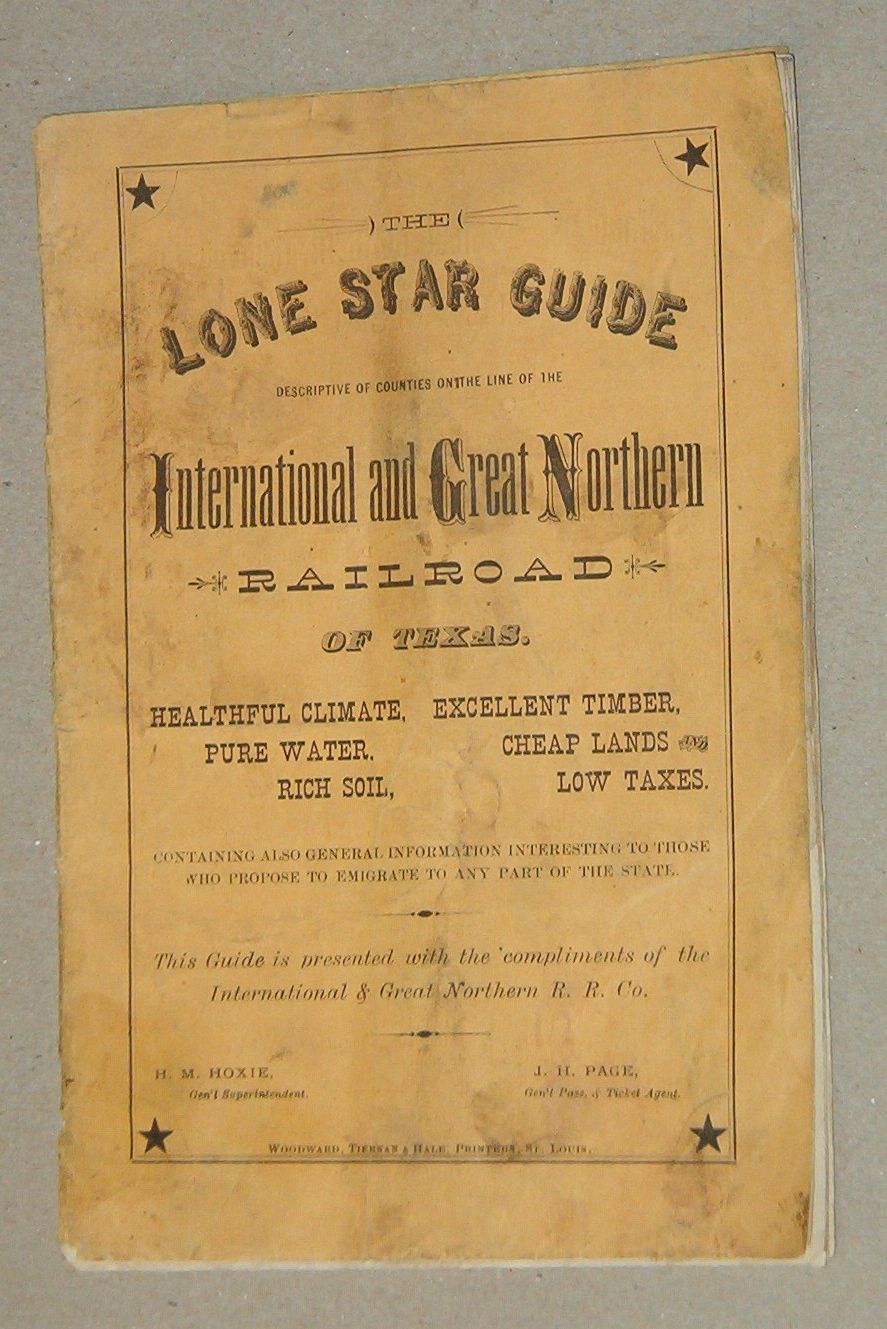 ) THE (
LONE STAR GUIDE
DESCRIPTIVE OF COUNTIES ON THE LINE OF THE
International and Great Northern
RAILROAD
OF TEXAS.
HEALTHFUL CLIMATE, EXCELLENT TIMBER,
PURE WATER, CHEAP LANDS AND
RICH SOIL, LOW TAXES.
CONTAINING ALSO GENERAL INFORMATION INTERESTING TO THOSE
WHO PROPOSE TO EMIGRATE TO ANY PART OF THE STATE.
This Guide is presented with the compliments of the
International & Great Northern R. R. Co.
H. M. HOXIE, J. H. PAGE,
Gen'l Superintendent. Gen'l Pass. & Ticket Agent.
WOODWARD, TIERNAN & HALE, PRINTERS, ST. LOUIS.